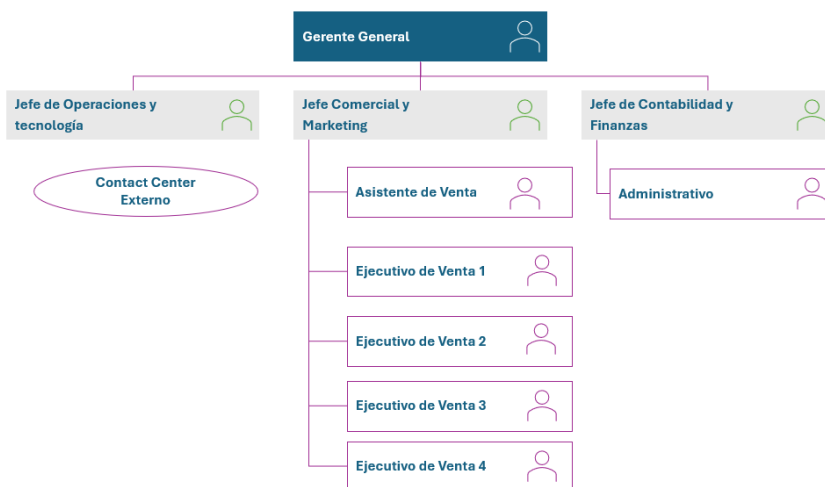 Gerente General
Jefe de Operaciones y
tecnología
Jefe Comercial y
Marketing
Jefe de Contabilidad y
Finanzas
Contact Center
Externo
Asistente de Venta
Administrativo
Ejecutivo de Venta 1
Ejecutivo de Venta 2
Ejecutivo de Venta 3
Ejecutivo de Venta 4